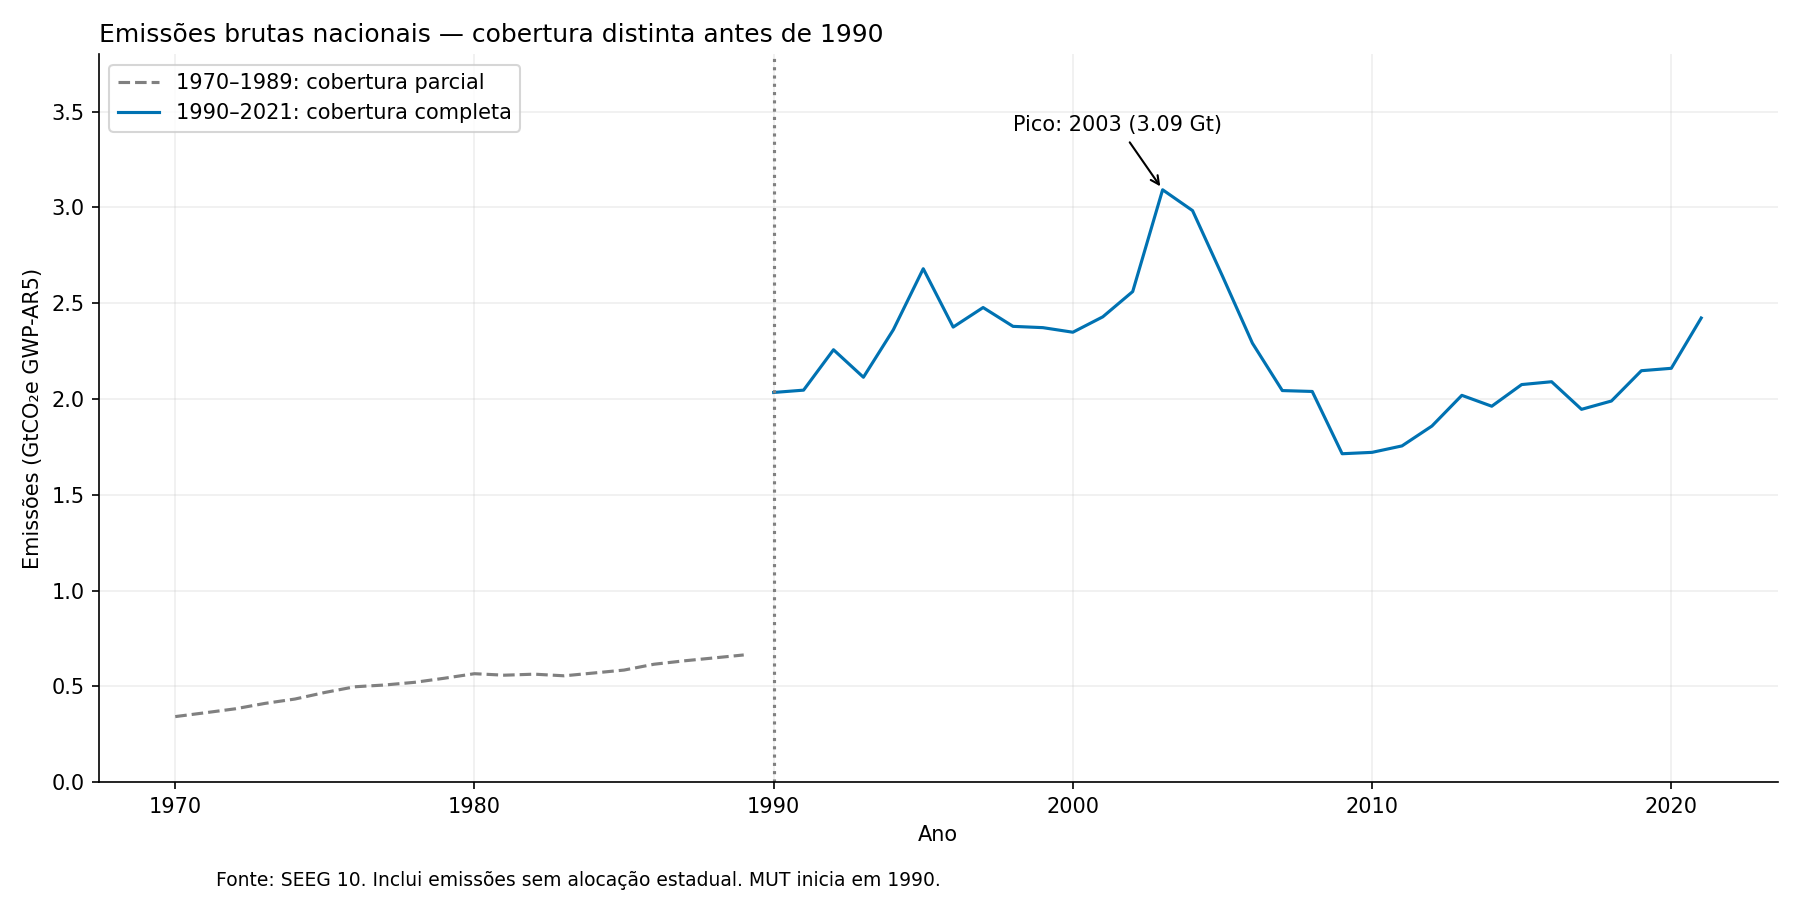 Emissões brutas nacionais — cobertura distinta antes de 1990
1970–1989: cobertura parcial
1990–2021: cobertura completa
Pico: 2003 (3.09 Gt)
Emissões (GtCO₂e GWP-AR5)
3.5
3.0
2.5
2.0
1.5
1.0
0.5
0.0
1970
1980
1990
2000
2010
2020
Ano
Fonte: SEEG 10. Inclui emissões sem alocação estadual. MUT inicia em 1990.